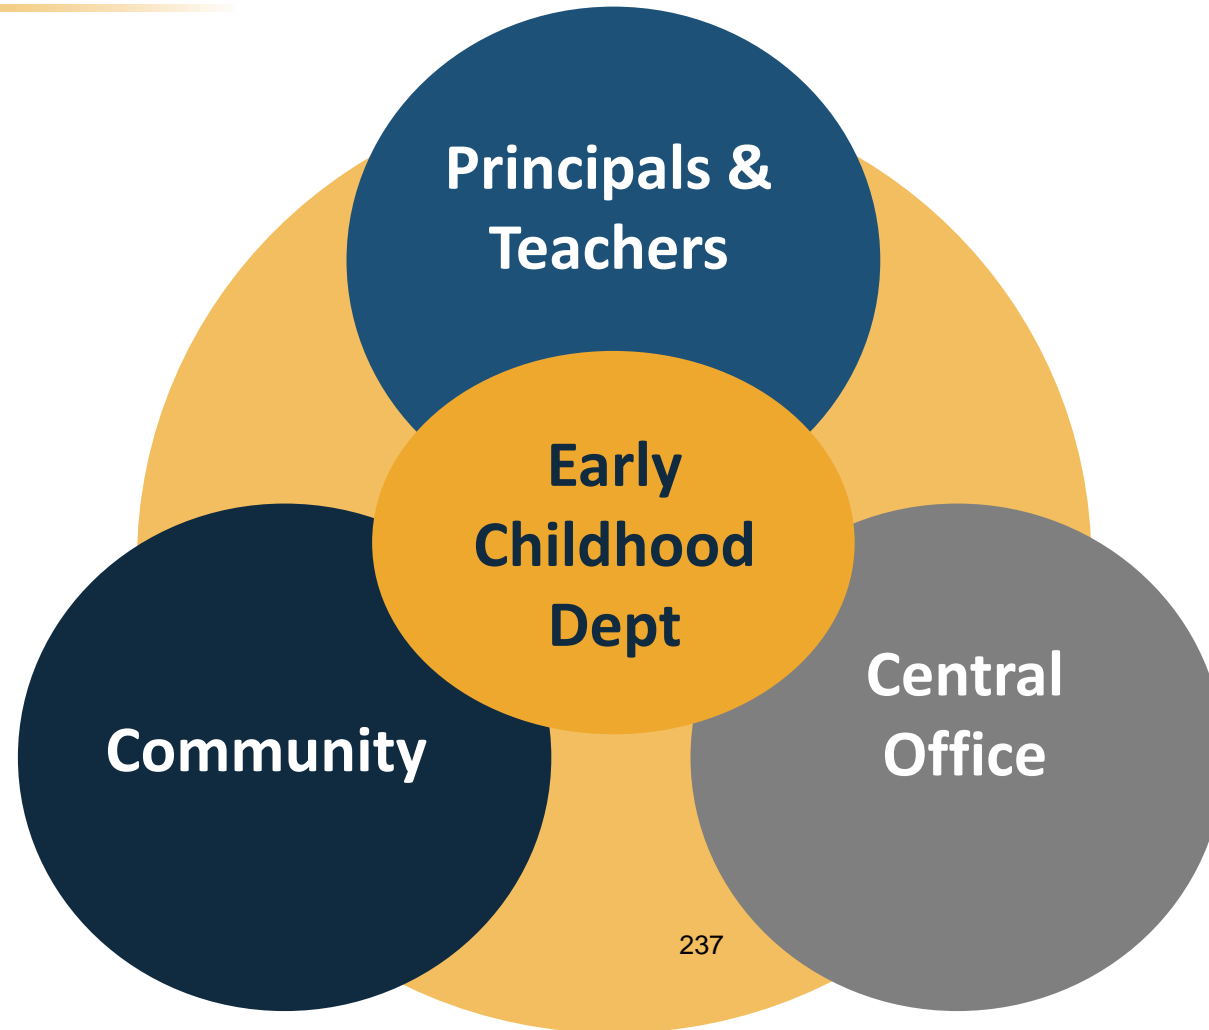 Principals &
Teachers
Early
Childhood
Dept
Central
Office
Community
237